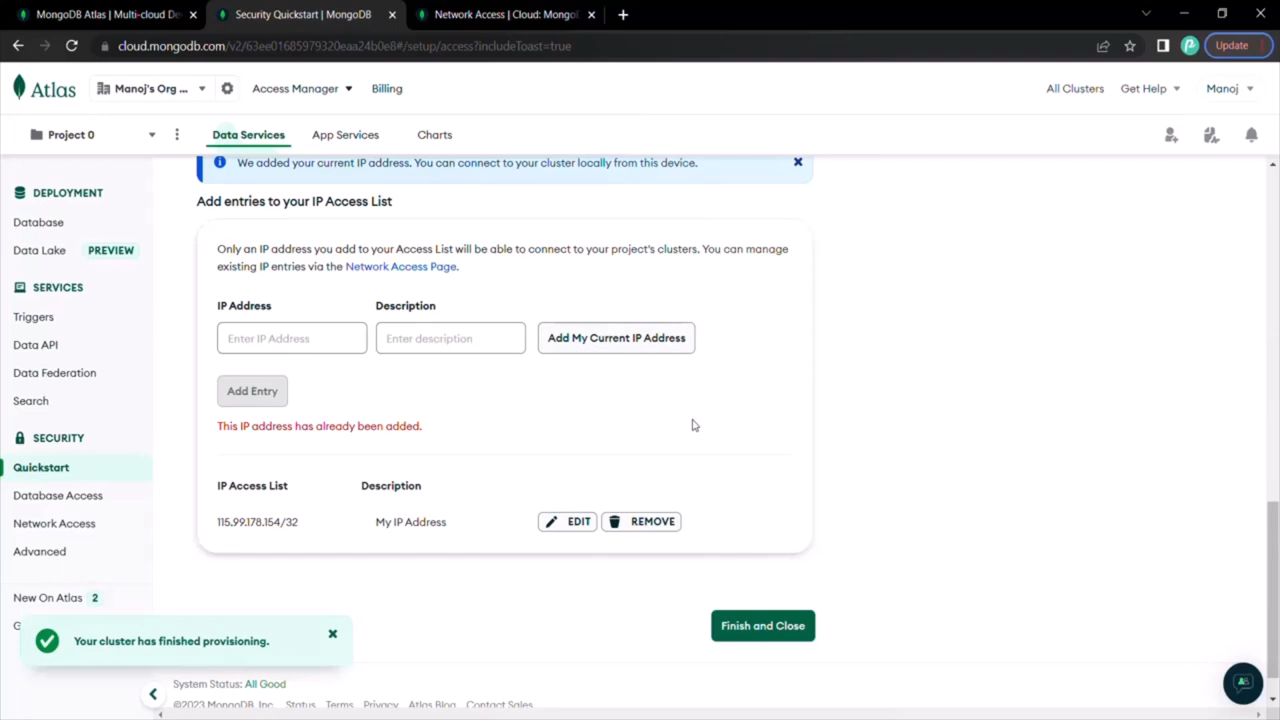 MongoDB Atlas | Multi-cloud De
Security Quickstart | MongoDB
Network Access | Cloud: Mongo
cloud.mongodb.com/v2/63ee01685979320eaa24b0e8#/setup/access?includeToast=true
Update
Atlas
Manoj's Org ...
Access Manager
Billing
All Clusters
Get Help
Manoj
Project 0
Data Services
App Services
Charts
DEPLOYMENT
Database
Data Lake PREVIEW
SERVICES
Triggers
Data API
Data Federation
Search
SECURITY
Quickstart
Database Access
Network Access
Advanced
New On Atlas 2
G
We added your current IP address. You can connect to your cluster locally from this device.
Add entries to your IP Access List
Only an IP address you add to your Access List will be able to connect to your project's clusters. You can manage
existing IP entries via the Network Access Page.
IP Address Description
Enter IP Address Enter description Add My Current IP Address
Add Entry
This IP address has already been added.
IP Access List Description
115.99.178.154/32 My IP Address EDIT REMOVE
Your cluster has finished provisioning.
Finish and Close
System Status: All Good
©2023 MongoDB, Inc. Status Terms Privacy Atlas Blog Contact Sales